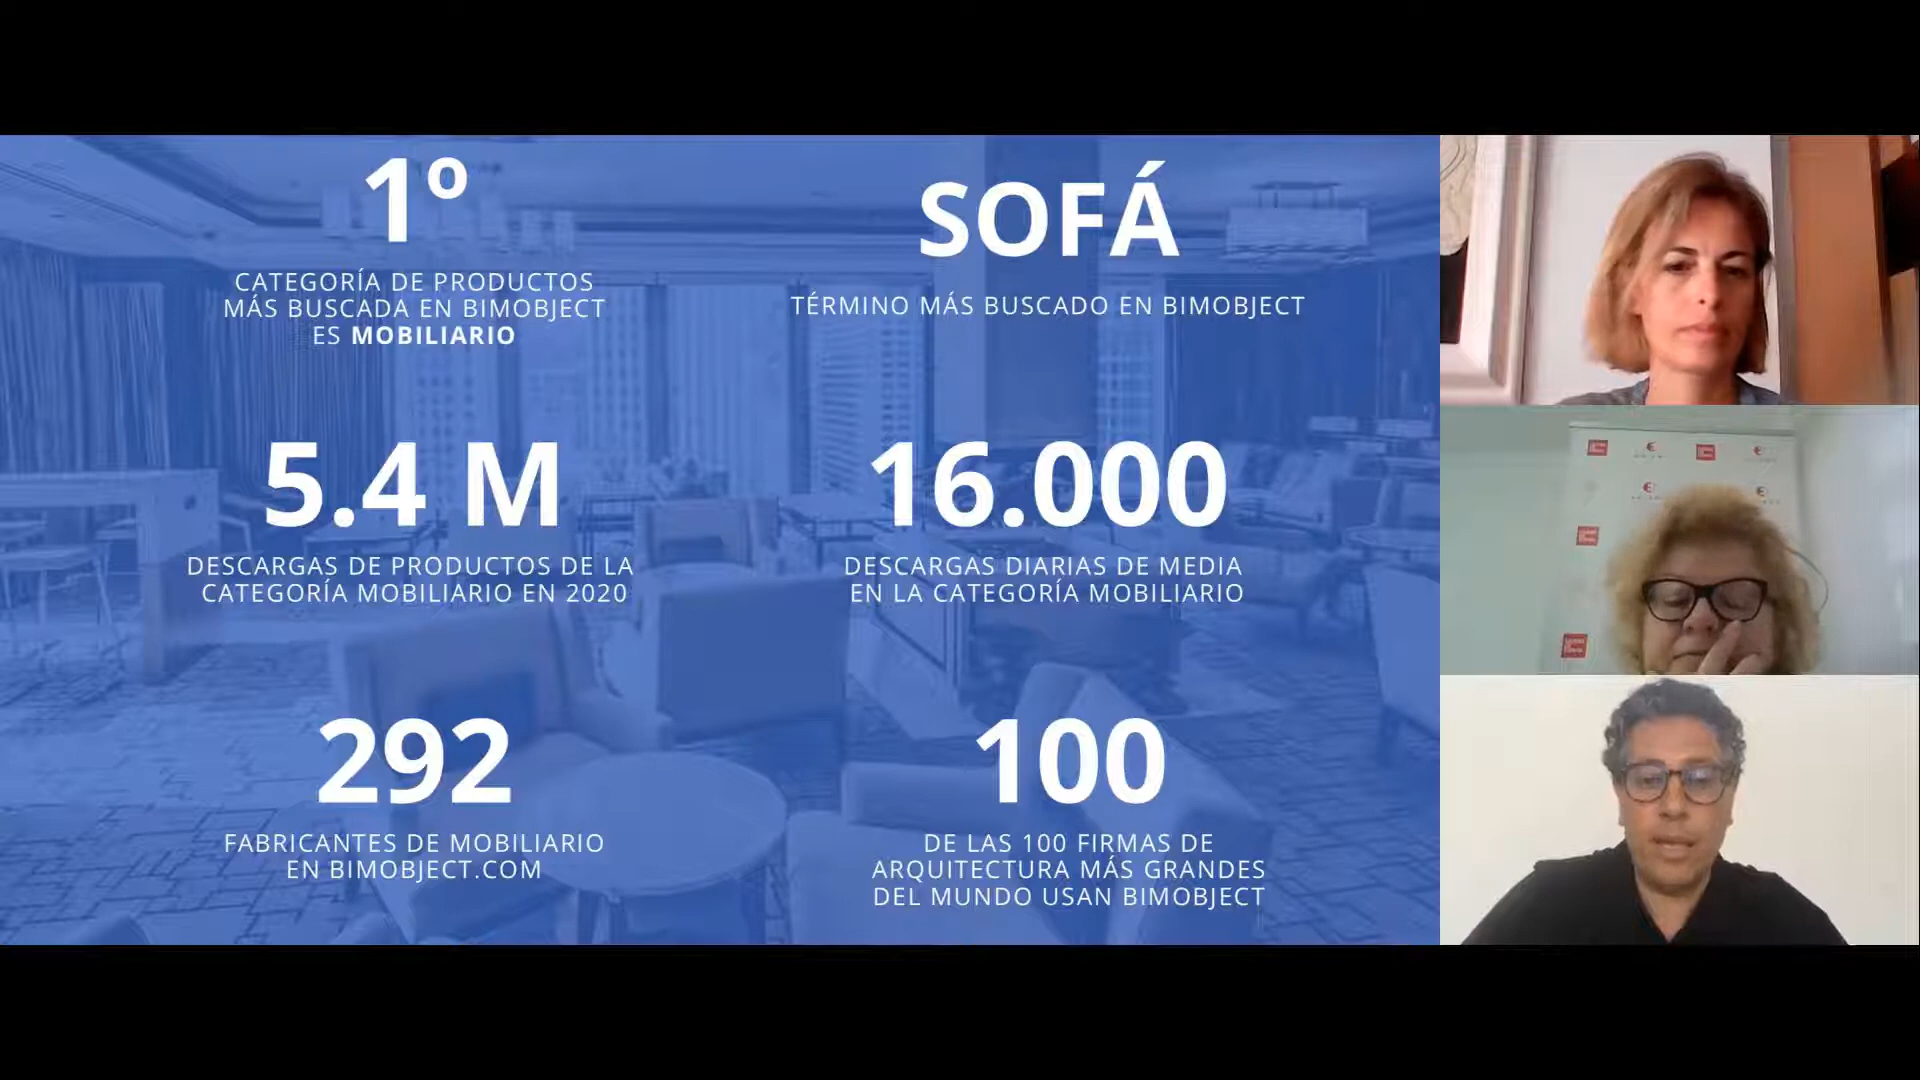 1º
CATEGORÍA DE PRODUCTOS
MÁS BUSCADA EN BIMOBJECT
ES MOBILIARIO
SOFÁ
TÉRMINO MÁS BUSCADO EN BIMOBJECT
5.4 M
DESCARGAS DE PRODUCTOS DE LA
CATEGORÍA MOBILIARIO EN 2020
16.000
DESCARGAS DIARIAS DE MEDIA
EN LA CATEGORÍA MOBILIARIO
292
FABRICANTES DE MOBILIARIO
EN BIMOBJECT.COM
100
DE LAS 100 FIRMAS DE
ARQUITECTURA MÁS GRANDES
DEL MUNDO USAN BIMOBJECT